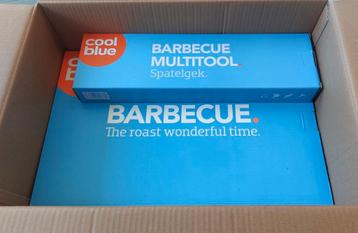 cool
blue
BARBECUE
MULTITOOL.
Spatelgek.
BARBECUE.
The roast wonderful time.